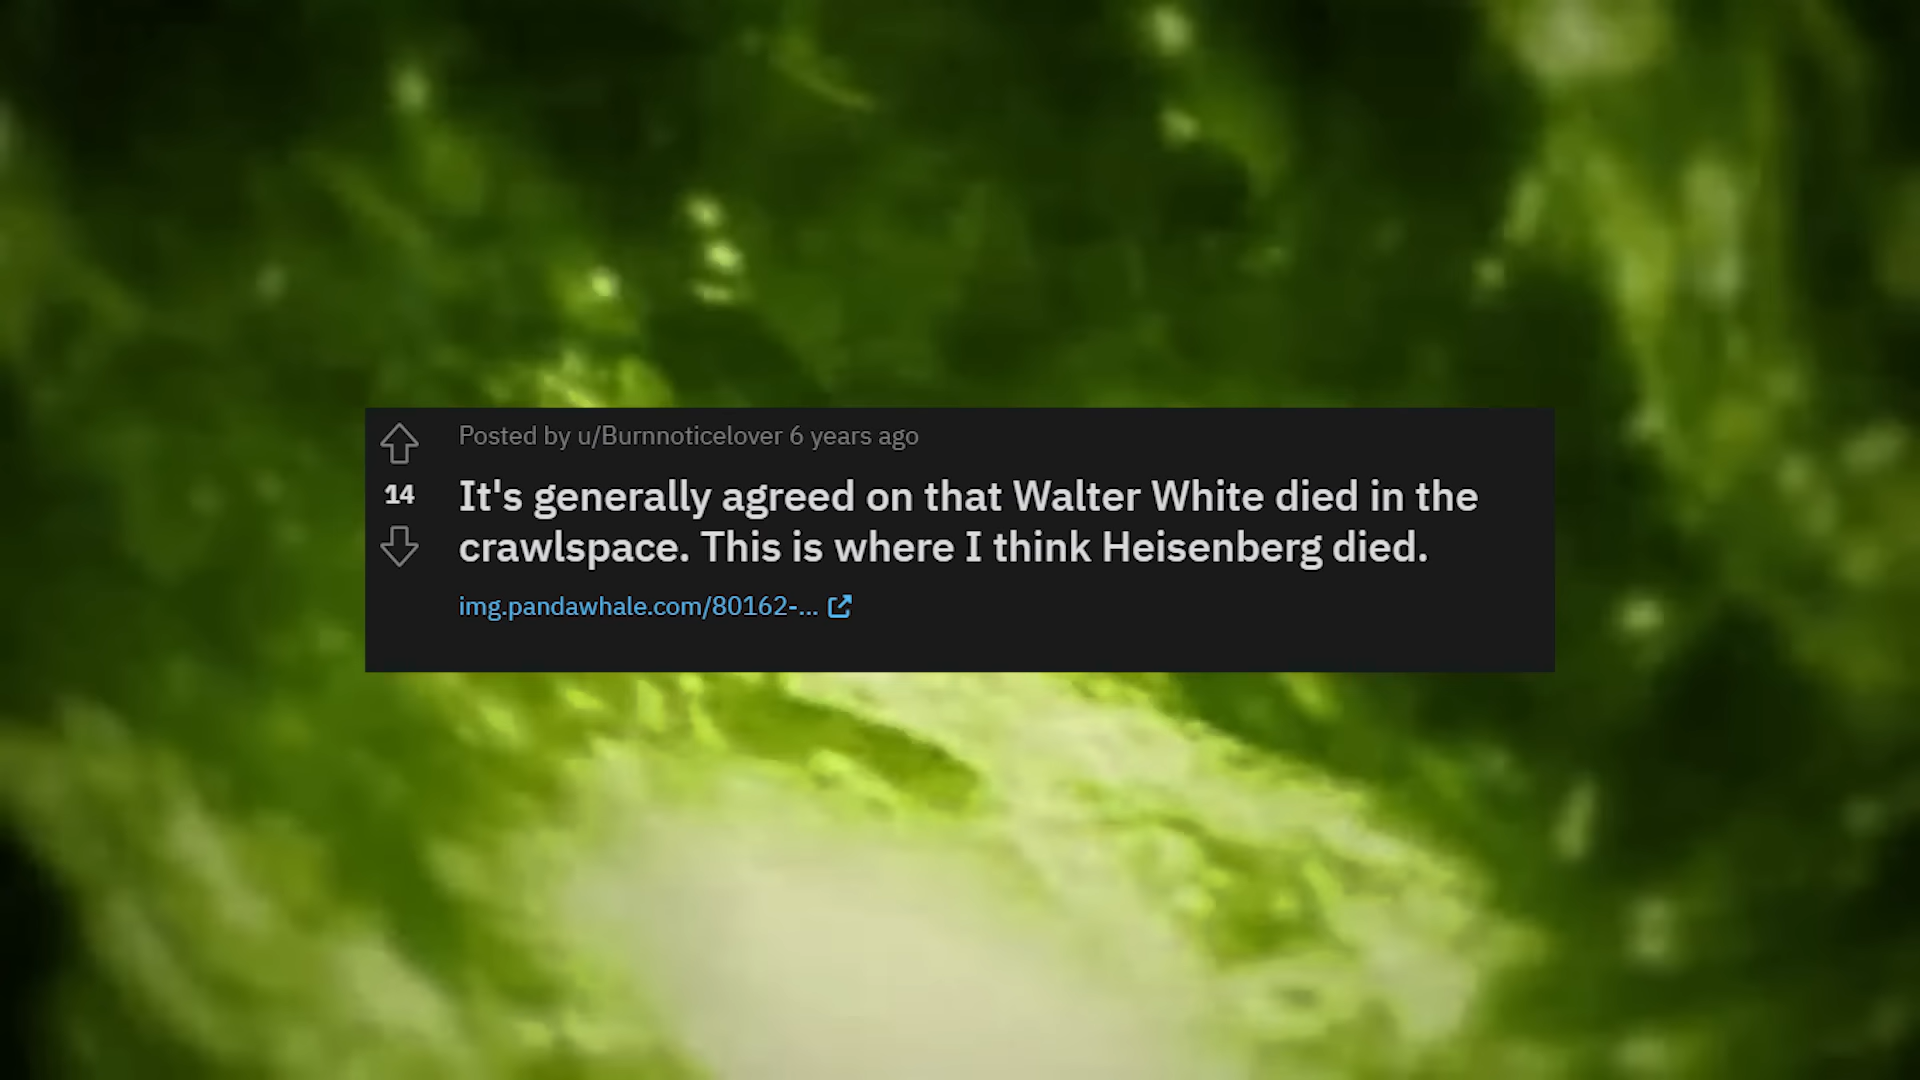 Posted by u/Burnnoticelover 6 years ago
14
It's generally agreed on that Walter White died in the
crawlspace. This is where I think Heisenberg died.
img.pandawhale.com/80162-...